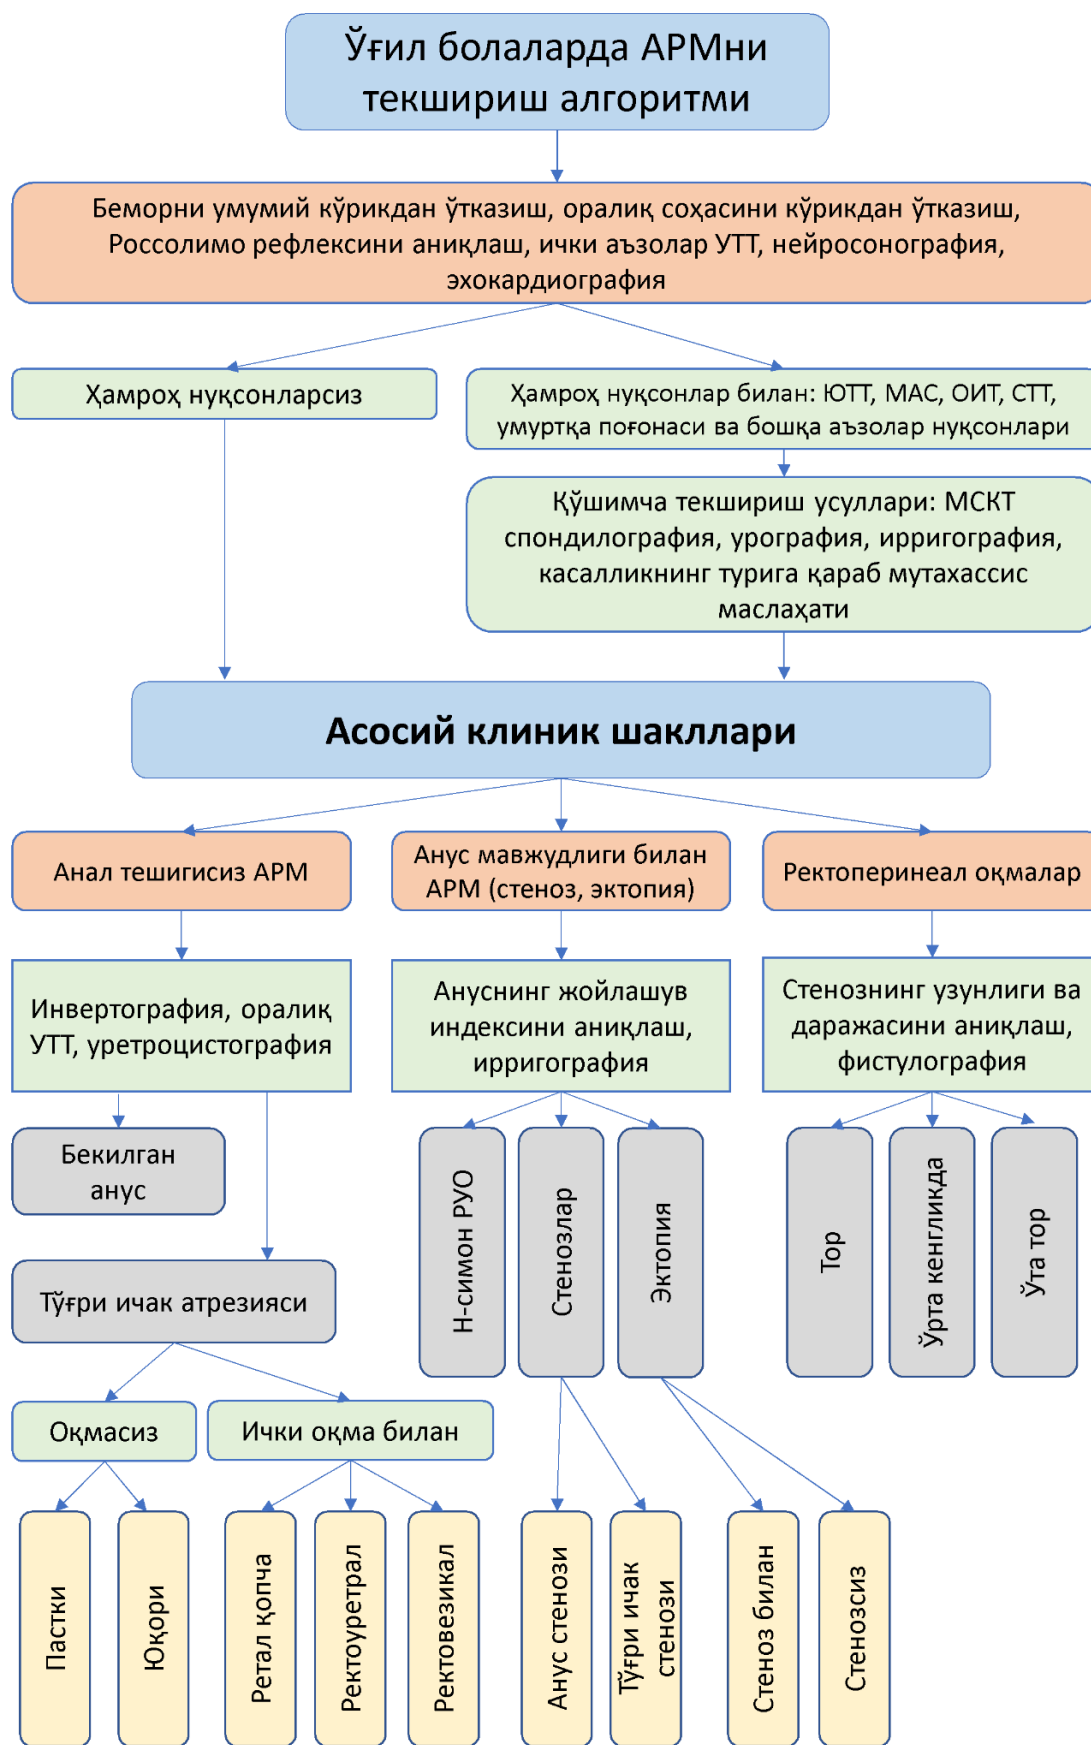 Ўғил болаларда АРМни
текшириш алгоритми
Беморни умумий кўрикдан ўтказиш, оралиқ соҳасини кўрикдан ўтказиш,
Россолимо рефлексини аниқлаш, ички аъзолар УТТ, нейросонография,
эхокардиография
Ҳамроҳ нуқсонларсиз
Ҳамроҳ нуқсонлар билан: ЮТТ, МАС, ОИТ, СТТ,
умуртқа поғонаси ва бошқа аъзолар нуқсонлари
Қўшимча текшириш усуллари: МСКТ
спондилография, урография, ирригография,
касалликнинг турига қараб мутахассис
маслаҳати
Асосий клиник шакллари
Анал тешигисиз АРМ
Анус мавжудлиги билан
АРМ (стеноз, эктопия)
Ректоперинеал оқмалар
Инвертография, оралиқ
УТТ, уретроцистография
Ануснинг жойлашув
индексини аниқлаш,
ирригография
Стенознинг узунлиги ва
даражасини аниқлаш,
фистулография
Бекилган
анус
Тўғри ичак атрезияси
Н-симон РУО
Стенозлар
Эктопия
Тор
Ўрта кенгликда
Ўта тор
Оқмасиз
Ички оқма билан
Пастки
Юқори
Ретал қопча
Ректоуретрал
Ректовезикал
Анус стенози
Тўғри ичак
стенози
Стеноз билан
Стенозсиз